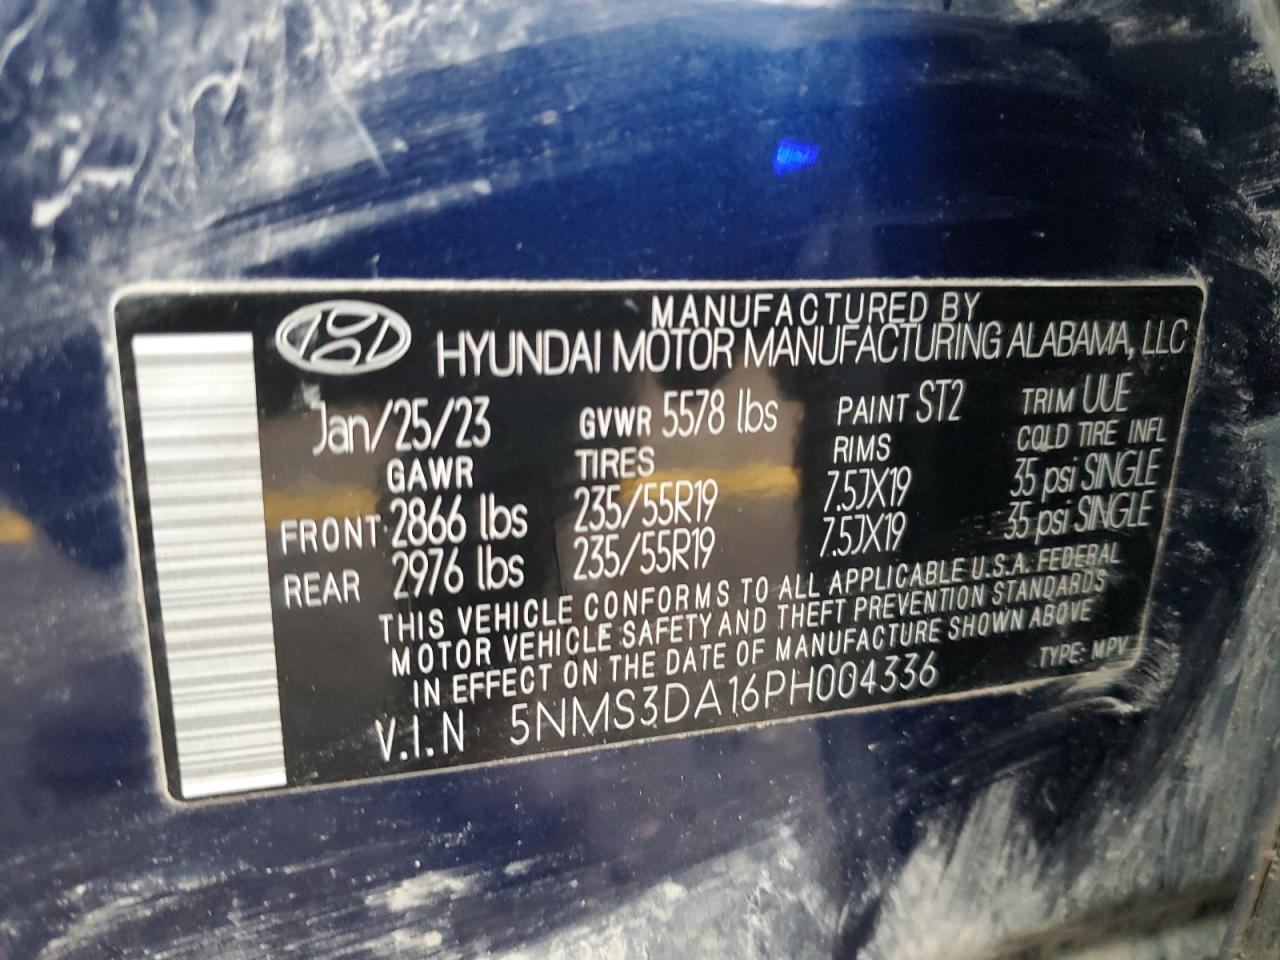 MANUFACTURED BY
HYUNDAI MOTOR MANUFACTURING ALABAMA, LLC
Jan/25/23 GVWR 5578 lbs PAINT ST2 TRIM UUE
GAWR TIRES RIMS COLD TIRE INFL
FRONT 2866 lbs 235/55R19 7.5JX19 35 psi SINGLE
REAR 2976 lbs 235/55R19 7.5JX19 35 psi SINGLE
THIS VEHICLE CONFORMS TO ALL APPLICABLE U.S.A. FEDERAL
MOTOR VEHICLE SAFETY AND THEFT PREVENTION STANDARDS
IN EFFECT ON THE DATE OF MANUFACTURE SHOWN ABOVE
V.I.N 5NMS3DA16PH004336 TYPE: MPV